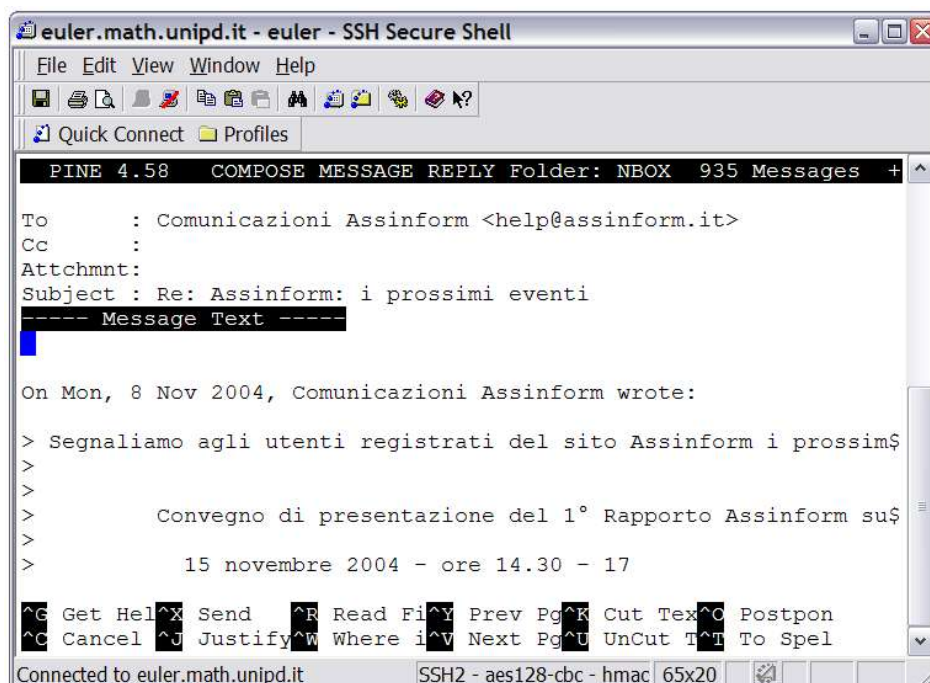 euler.math.unipd.it - euler - SSH Secure Shell
File Edit View Window Help
Quick Connect Profiles
PINE 4.58 COMPOSE MESSAGE REPLY Folder: NBOX 935 Messages +
To : Comunicazioni Assinform <help@assinform.it>
Cc :
Attchmnt:
Subject : Re: Assinform: i prossimi eventi
----- Message Text -----
On Mon, 8 Nov 2004, Comunicazioni Assinform wrote:
> Segnaliamo agli utenti registrati del sito Assinform i prossim$
>
>
> Convegno di presentazione del 1° Rapporto Assinform su$
>
> 15 novembre 2004 - ore 14.30 - 17
^G Get Hel^X Send ^R Read Fi^Y Prev Pg^K Cut Tex^O Postpon
^C Cancel ^J Justify^W Where i^V Next Pg^U UnCut T^T To Spel
Connected to euler.math.unipd.it SSH2 - aes128-cbc - hmac 65x20